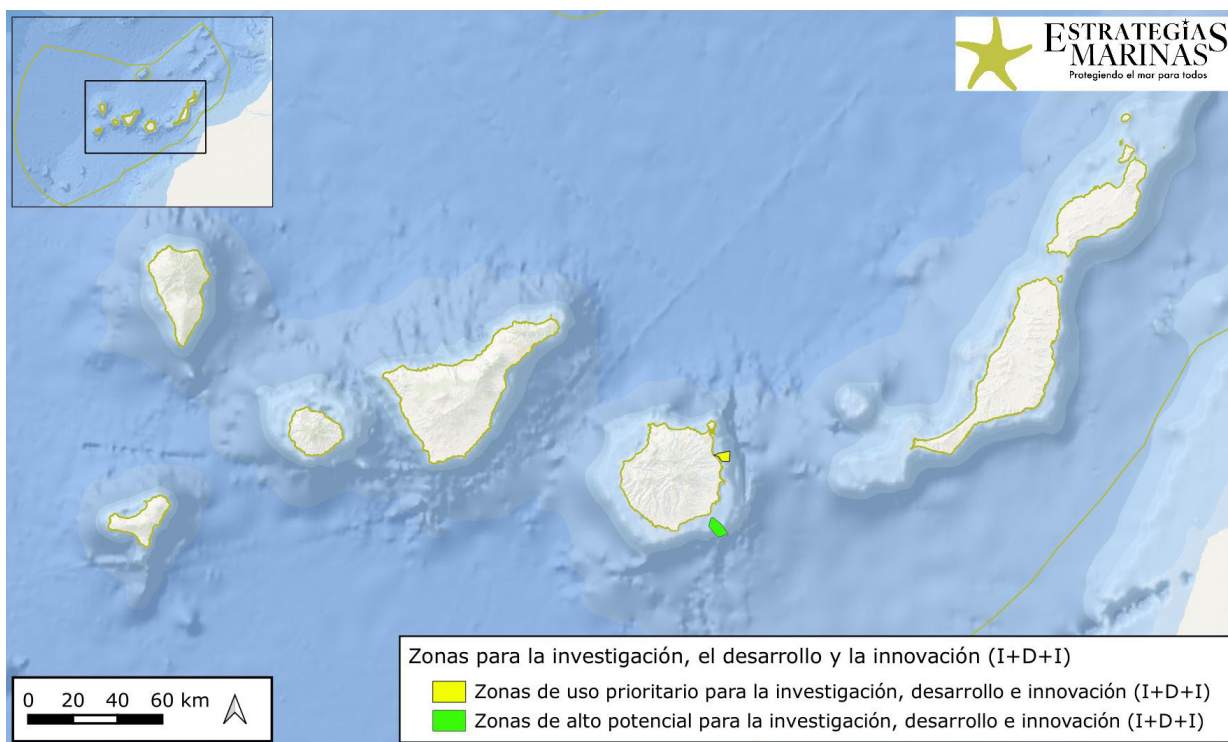 ESTRATEGIAS
MARINAS
Protegiendo el mar para todos
Zonas para la investigación, el desarrollo y la innovación (I+D+I)
Zonas de uso prioritario para la investigación, desarrollo e innovación (I+D+I)
Zonas de alto potencial para la investigación, desarrollo e innovación (I+D+I)
0 20 40 60 km